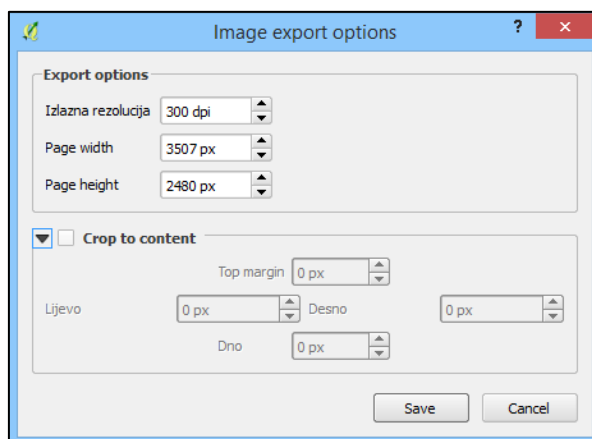 Image export options ?
Export options
Izlazna rezolucija 300 dpi
Page width 3507 px
Page height 2480 px
Crop to content
Top margin 0 px
Lijevo 0 px Desno 0 px
Dno 0 px
Save Cancel